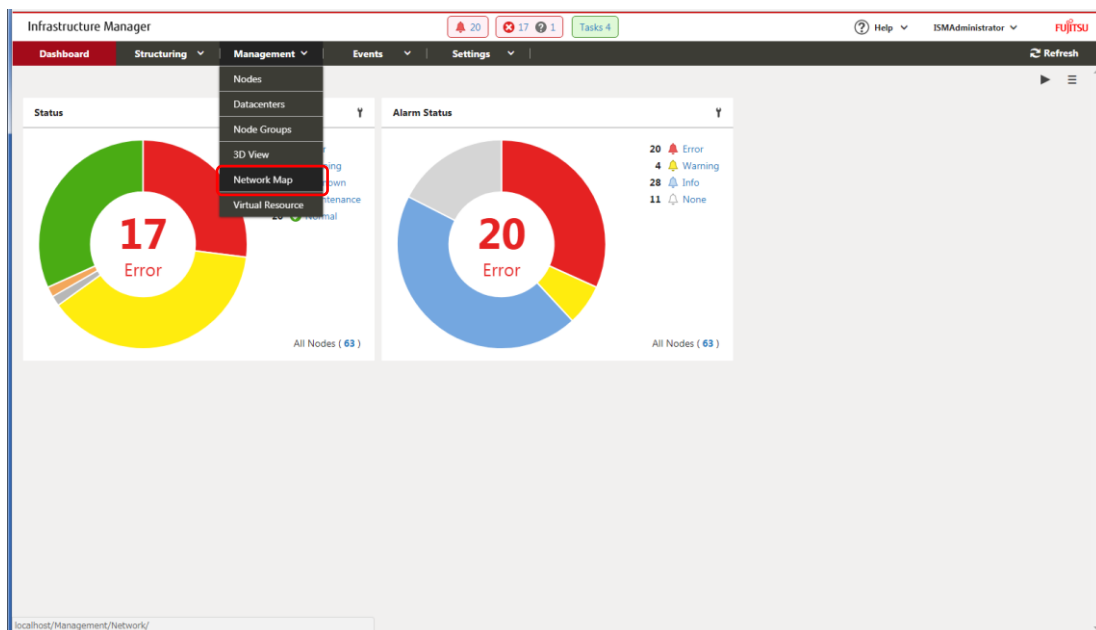 Infrastructure Manager
20
17
1
Tasks 4
Help
ISMAdministrator
FUJITSU
Dashboard
Structuring
Management
Events
Settings
Refresh
Nodes
Datacenters
Node Groups
3D View
Network Map
Virtual Resource
Status
17
Error
Normal
All Nodes ( 63 )
Alarm Status
20
Error
20 Error
4 Warning
28 Info
11 None
All Nodes ( 63 )
localhost/Management/Network/